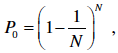 P₀ = (1 − 1/N)ᴺ ,